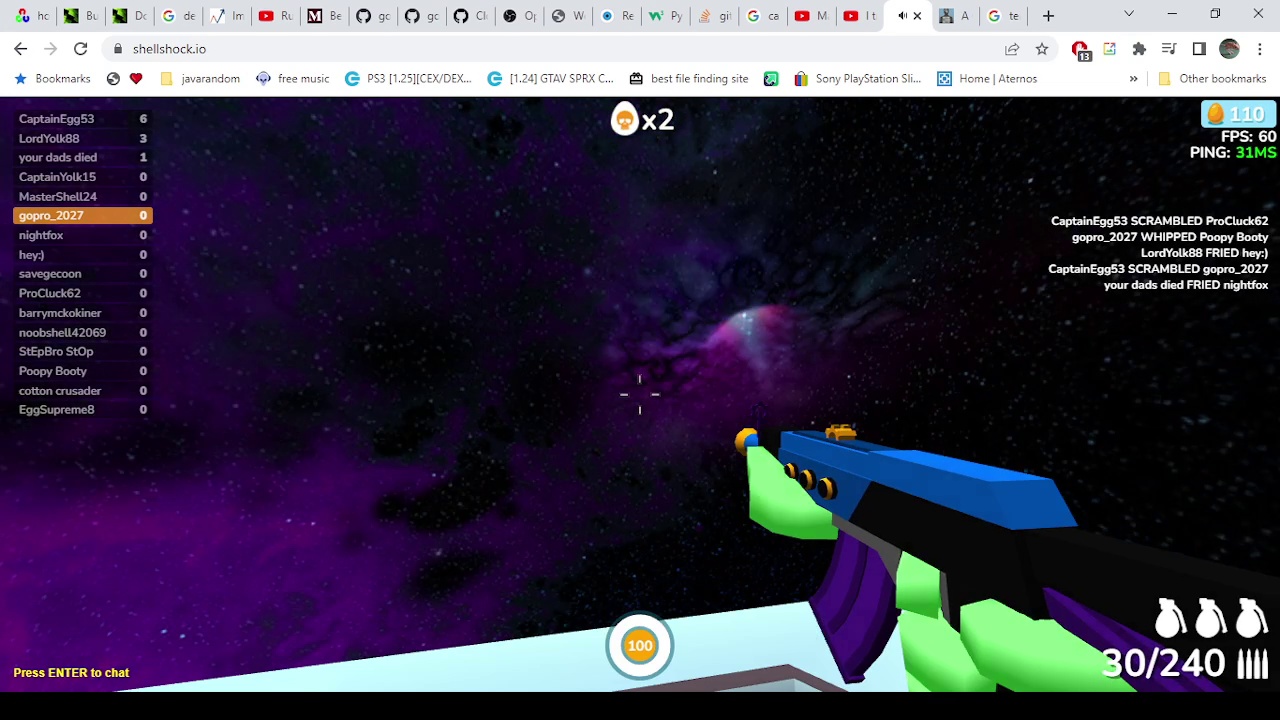 hc
Bu
Dc
de
Im
Ru
Be
gc
gc
Cl
Op
W
Re
Py
gi
ca
M
I t
A
te
shellshock.io
13
Bookmarks
javarandom
free music
PS3 [1.25][CEX/DEX...
[1.24] GTAV SPRX C...
best file finding site
Sony PlayStation Sli...
Home | Aternos
»
Other bookmarks
CaptainEgg53 6
LordYolk88 3
your dads died 1
CaptainYolk15 0
MasterShell24 0
gopro_2027 0
nightfox 0
hey:) 0
savegecoon 0
ProCluck62 0
barrymckokiner 0
noobshell42069 0
StEpBro StOp 0
Poopy Booty 0
cotton crusader 0
EggSupreme8 0
x2
110
FPS: 60
PING: 31MS
CaptainEgg53 SCRAMBLED ProCluck62
gopro_2027 WHIPPED Poopy Booty
LordYolk88 FRIED hey:)
CaptainEgg53 SCRAMBLED gopro_2027
your dads died FRIED nightfox
100
30/240
Press ENTER to chat